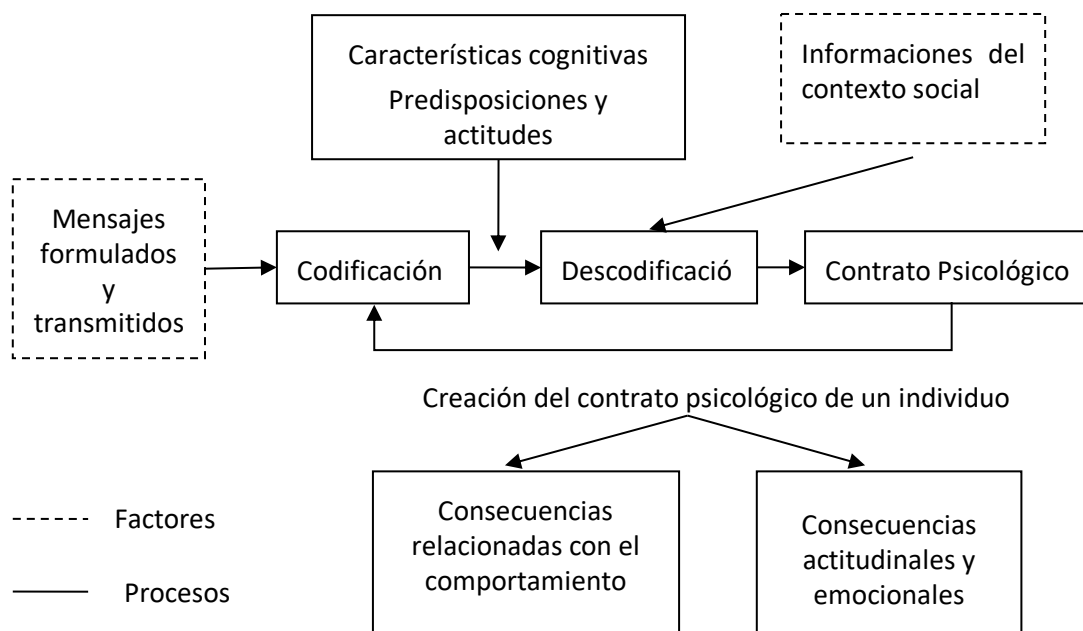 Características cognitivas
Predisposiciones y
actitudes
Informaciones del
contexto social
Mensajes
formulados
y
transmitidos
Codificación
Descodificació
Contrato Psicológico
Creación del contrato psicológico de un individuo
Factores
Procesos
Consecuencias
relacionadas con el
comportamiento
Consecuencias
actitudinales y
emocionales